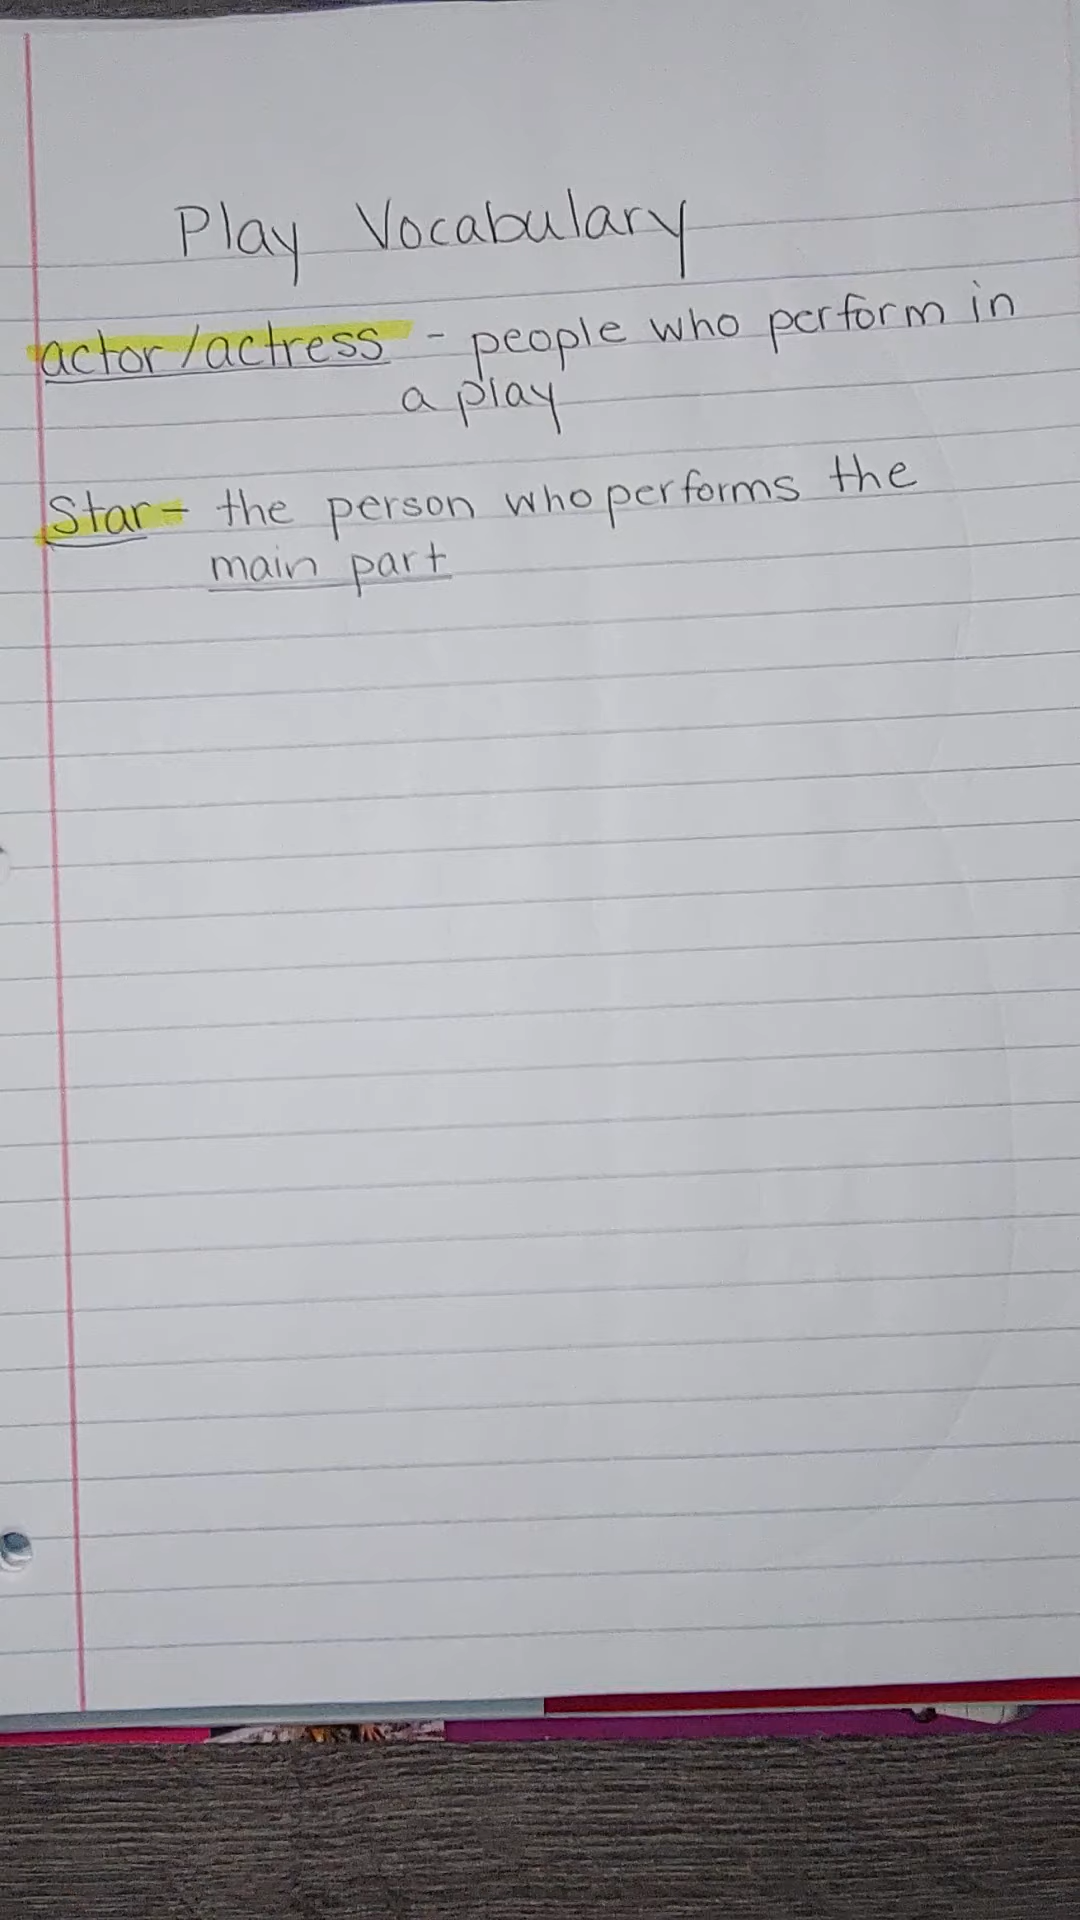 Play Vocabulary
actor/actress - people who perform in
a play
Star - the person who performs the
main part